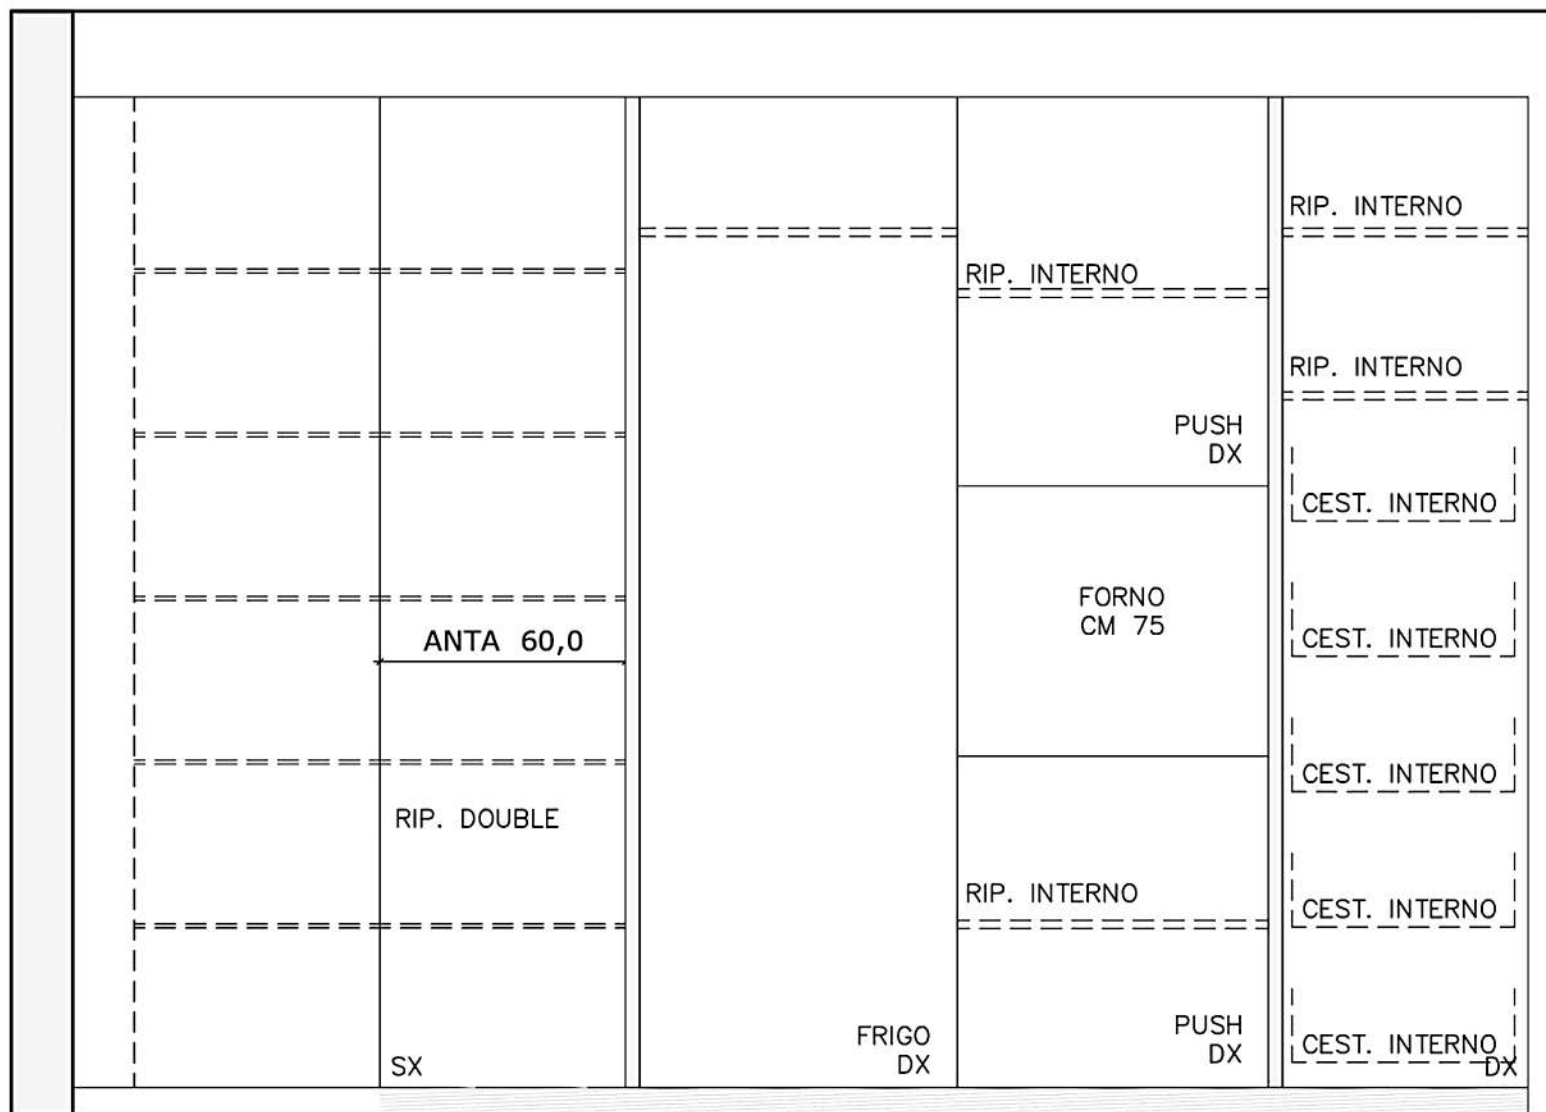 RIP. INTERNO
RIP. INTERNO
RIP. INTERNO
PUSH
DX
CEST. INTERNO
FORNO
CM 75
ANTA 60,0
CEST. INTERNO
CEST. INTERNO
RIP. DOUBLE
RIP. INTERNO
CEST. INTERNO
SX
FRIGO
DX
PUSH
DX
CEST. INTERNO
DX